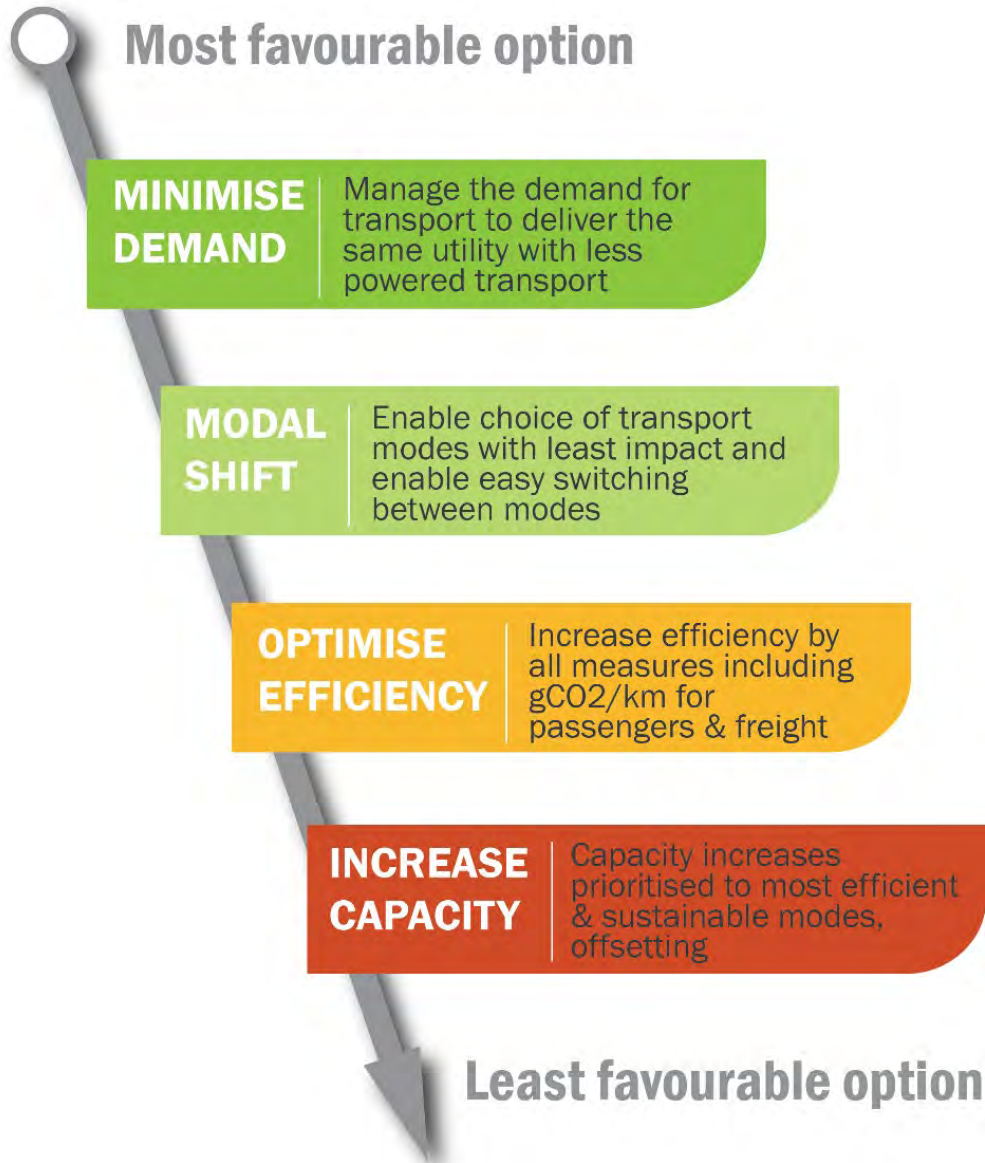 Most favourable option
MINIMISE
DEMAND
Manage the demand for
transport to deliver the
same utility with less
powered transport
MODAL
SHIFT
Enable choice of transport
modes with least impact and
enable easy switching
between modes
OPTIMISE
EFFICIENCY
Increase efficiency by
all measures including
gCO2/km for
passengers & freight
INCREASE
CAPACITY
Capacity increases
prioritised to most efficient
& sustainable modes,
offsetting
Least favourable option